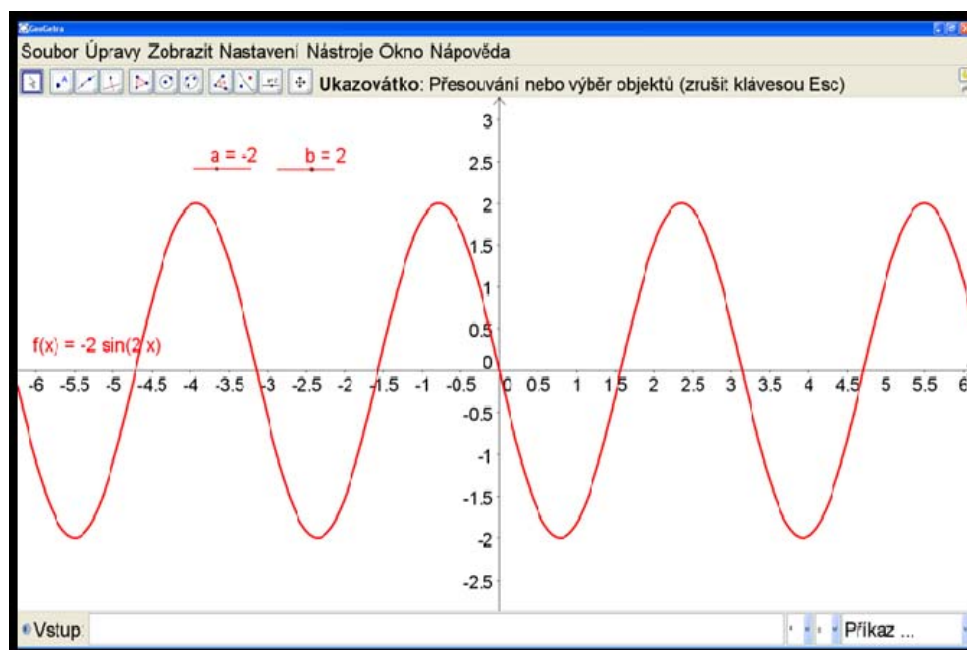 GeoGebra
Soubor Úpravy Zobrazit Nastavení Nástroje Okno Nápověda
Ukazovátko: Přesouvání nebo výběr objektů (zrušit klávesou Esc)
a = -2 b = 2
f(x) = -2 sin(2 x)
3
2.5
2
1.5
1
0.5
0
-6 -5.5 -5 -4.5 -4 -3.5 -3 -2.5 -2 -1.5 -1 -0.5 0 0.5 1 1.5 2 2.5 3 3.5 4 4.5 5 5.5 6
-0.5
-1
-1.5
-2
-2.5
Vstup: Příkaz ...